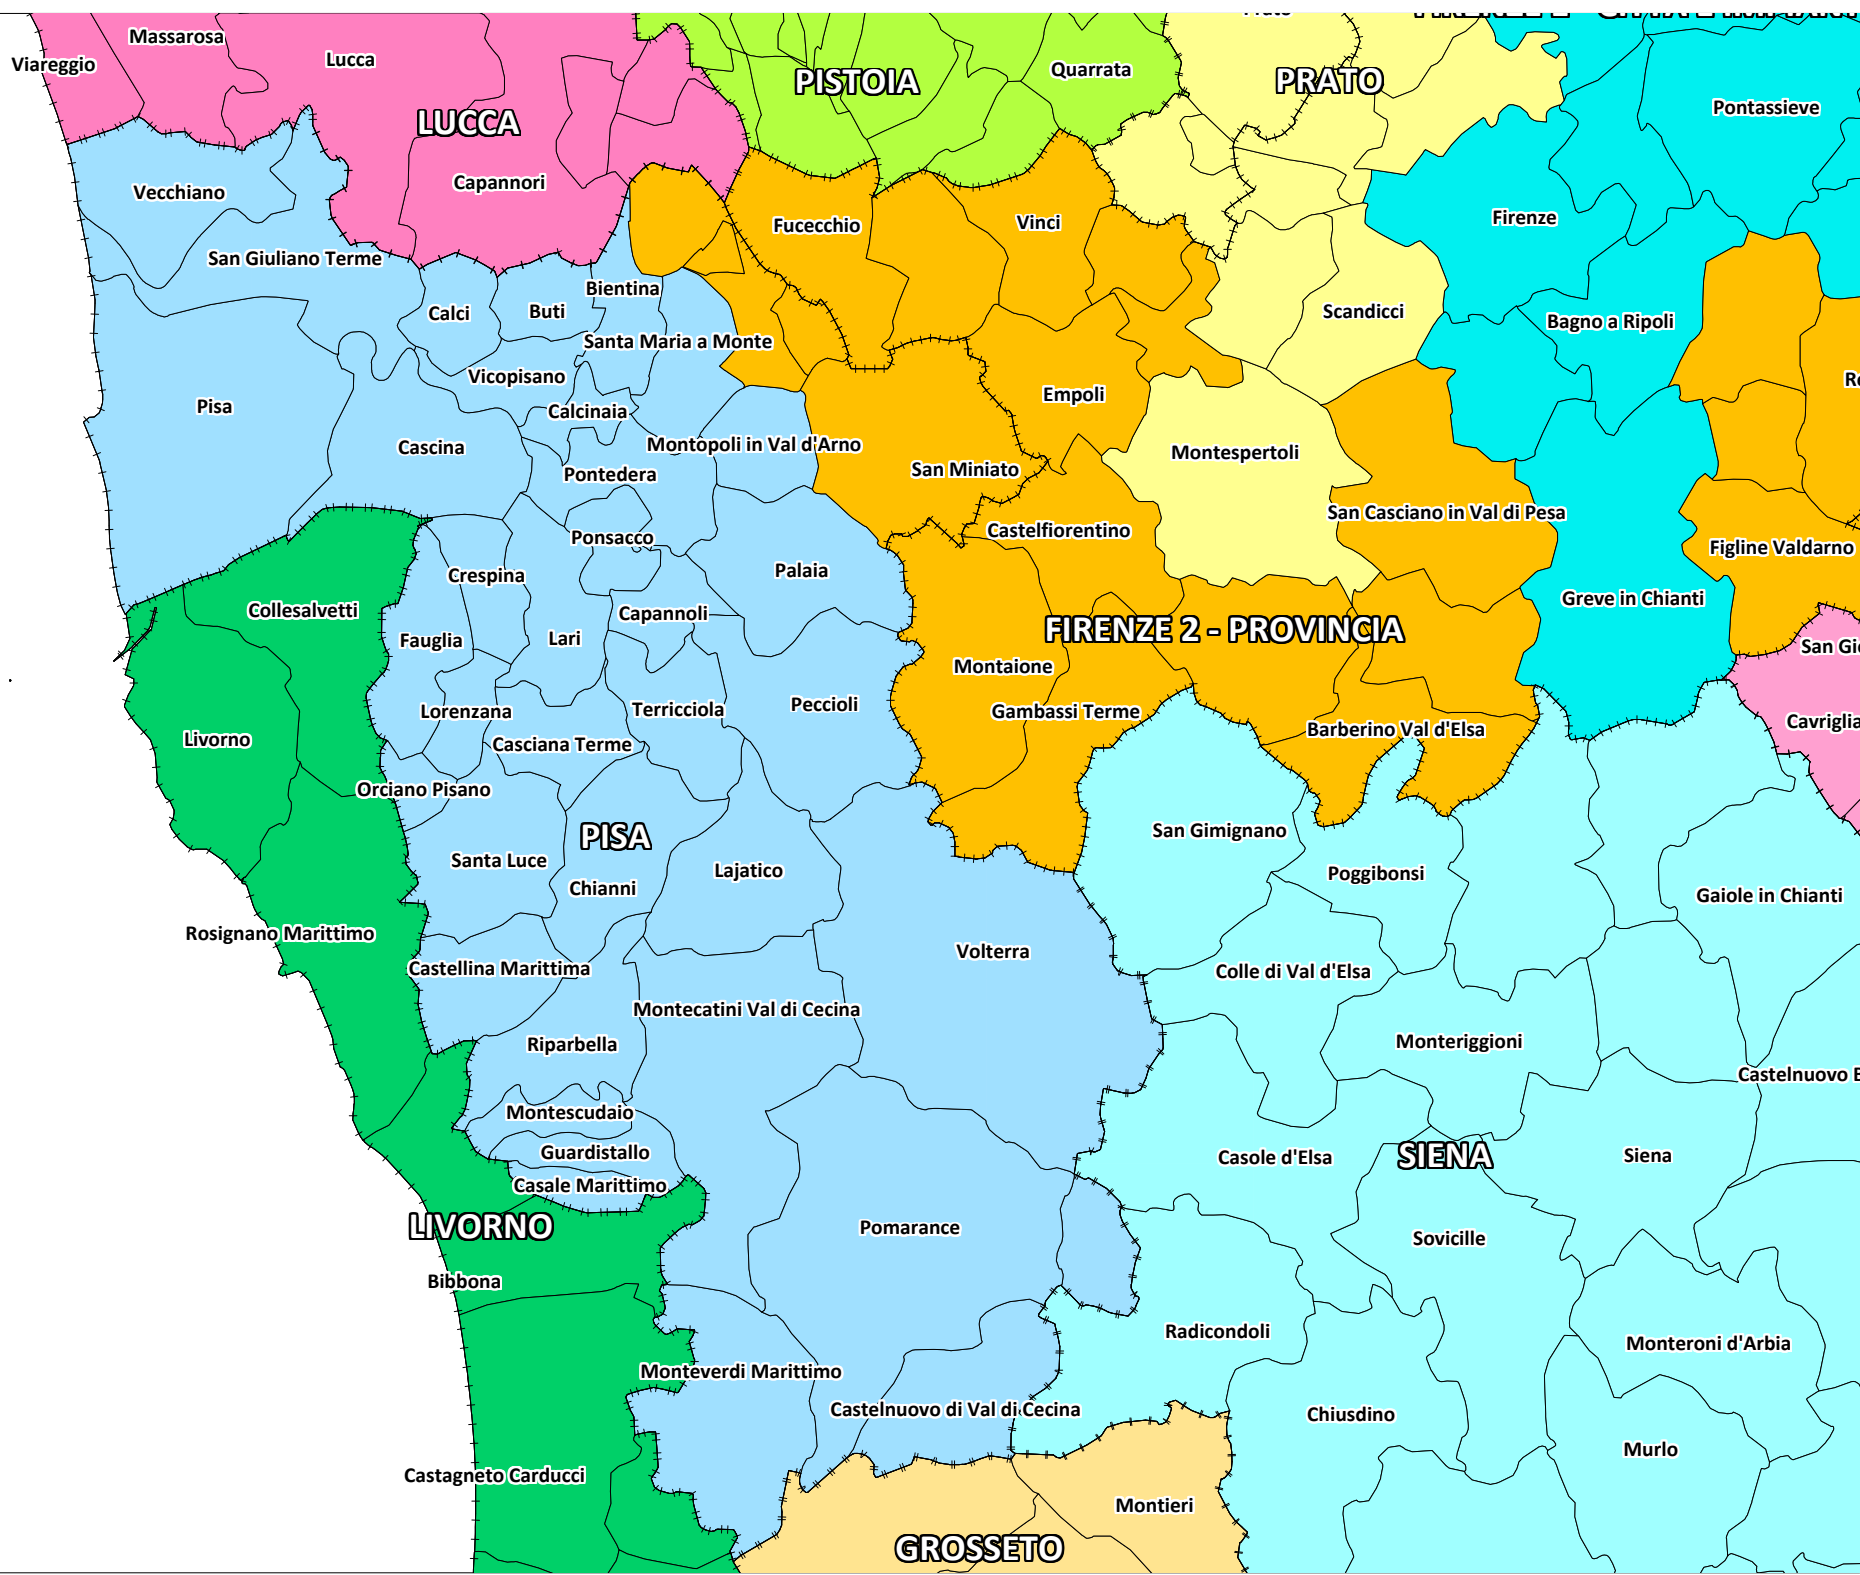 Massarosa
Viareggio
Lucca
LUCCA
Capannori
PISTOIA
Quarrata
PRATO
Pontassieve
Vecchiano
San Giuliano Terme
Fucecchio
Vinci
Firenze
Calci
Buti
Bientina
Santa Maria a Monte
Scandicci
Bagno a Ripoli
Vicopisano
Pisa
Calcinaia
Empoli
Cascina
Montopoli in Val d'Arno
Montespertoli
Pontedera
San Miniato
San Casciano in Val di Pesa
Ponsacco
Castelfiorentino
Figline Valdarno
Crespina
Palaia
Collesalvetti
Capannoli
Greve in Chianti
Fauglia
Lari
FIRENZE 2 - PROVINCIA
San Gio
Montaione
Lorenzana
Terricciola
Peccioli
Gambassi Terme
Barberino Val d'Elsa
Cavriglia
Livorno
Casciana Terme
Orciano Pisano
PISA
San Gimignano
Santa Luce
Lajatico
Poggibonsi
Chianni
Gaiole in Chianti
Rosignano Marittimo
Volterra
Castellina Marittima
Colle di Val d'Elsa
Montecatini Val di Cecina
Riparbella
Monteriggioni
Castelnuovo B
Montescudaio
Guardistallo
Casole d'Elsa
SIENA
Siena
Casale Marittimo
LIVORNO
Pomarance
Sovicille
Bibbona
Radicondoli
Monteroni d'Arbia
Monteverdi Marittimo
Castelnuovo di Val di Cecina
Chiusdino
Murlo
Castagneto Carducci
Montieri
GROSSETO